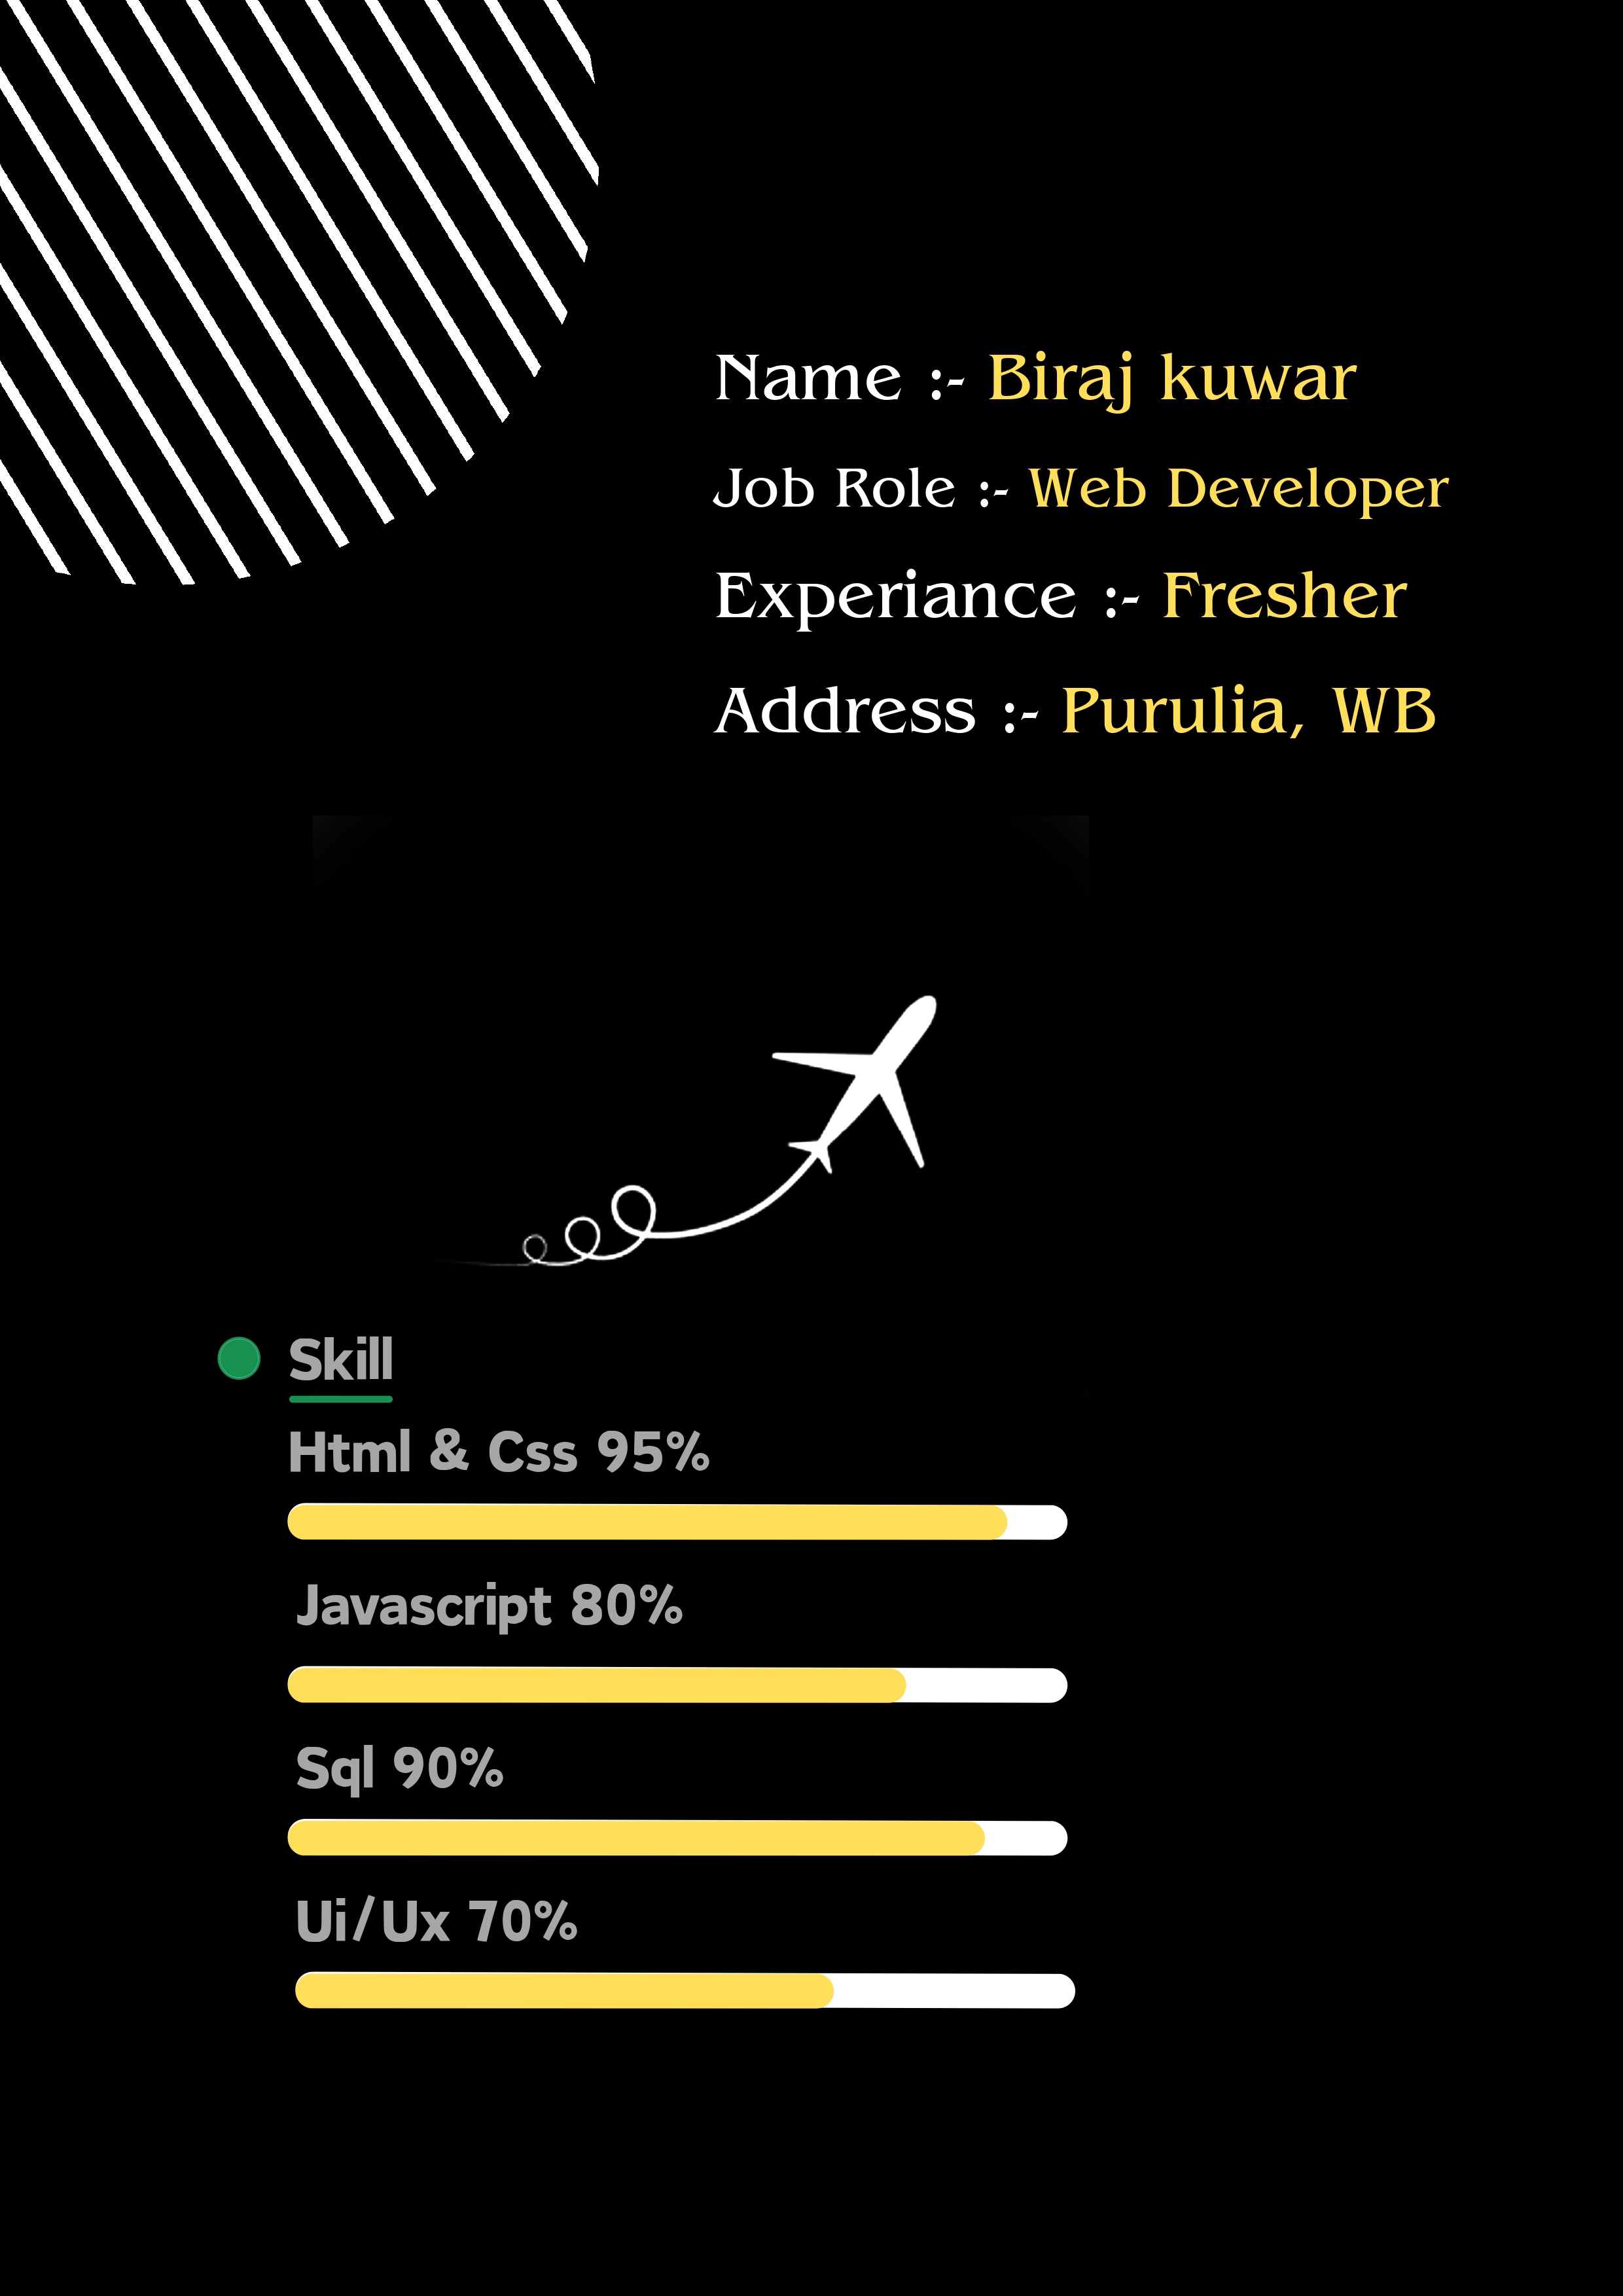 Name :- Biraj kuwar
Job Role :- Web Developer
Experiance :- Fresher
Address :- Purulia, WB
Skill
Html & Css 95%
Javascript 80%
Sql 90%
Ui/Ux 70%